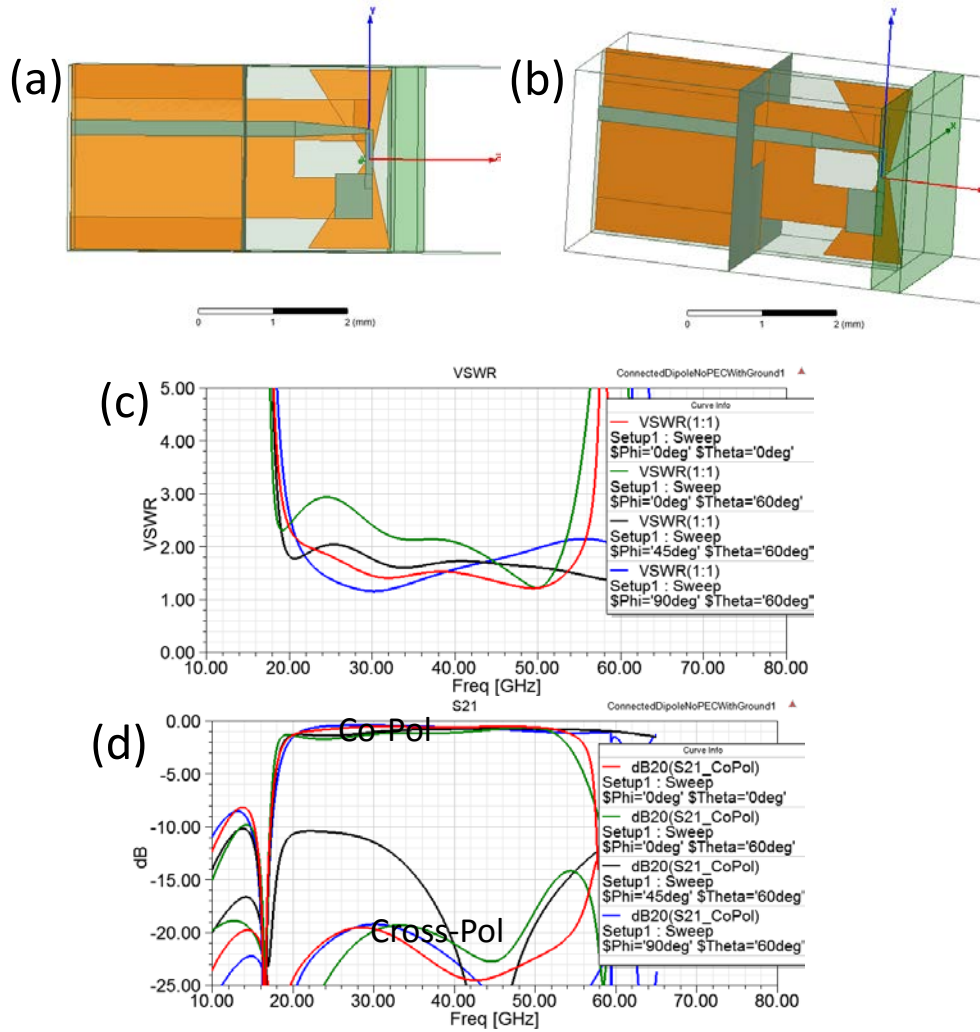 (a)
Y
0 1 2 (mm)
(b)
Y
X
0 1 2 (mm)
(c)
VSWR
ConnectedDipoleNoPECWithGround1
5.00
4.00
3.00
2.00
1.00
0.00
VSWR
10.00 20.00 30.00 40.00 50.00 60.00 70.00 80.00
Freq [GHz]
Curve Info
VSWR(1:1)
Setup1 : Sweep
$Phi='0deg' $Theta='0deg'
VSWR(1:1)
Setup1 : Sweep
$Phi='0deg' $Theta='60deg'
VSWR(1:1)
Setup1 : Sweep
$Phi='45deg' $Theta='60deg'
VSWR(1:1)
Setup1 : Sweep
$Phi='90deg' $Theta='60deg'
(d)
S21
ConnectedDipoleNoPECWithGround1
0.00
-5.00
-10.00
-15.00
-20.00
-25.00
dB
Co-Pol
Cross-Pol
10.00 20.00 30.00 40.00 50.00 60.00 70.00 80.00
Freq [GHz]
Curve Info
dB20(S21_CoPol)
Setup1 : Sweep
$Phi='0deg' $Theta='0deg'
dB20(S21_CoPol)
Setup1 : Sweep
$Phi='0deg' $Theta='60deg'
dB20(S21_CoPol)
Setup1 : Sweep
$Phi='45deg' $Theta='60deg'
dB20(S21_CoPol)
Setup1 : Sweep
$Phi='90deg' $Theta='60deg'